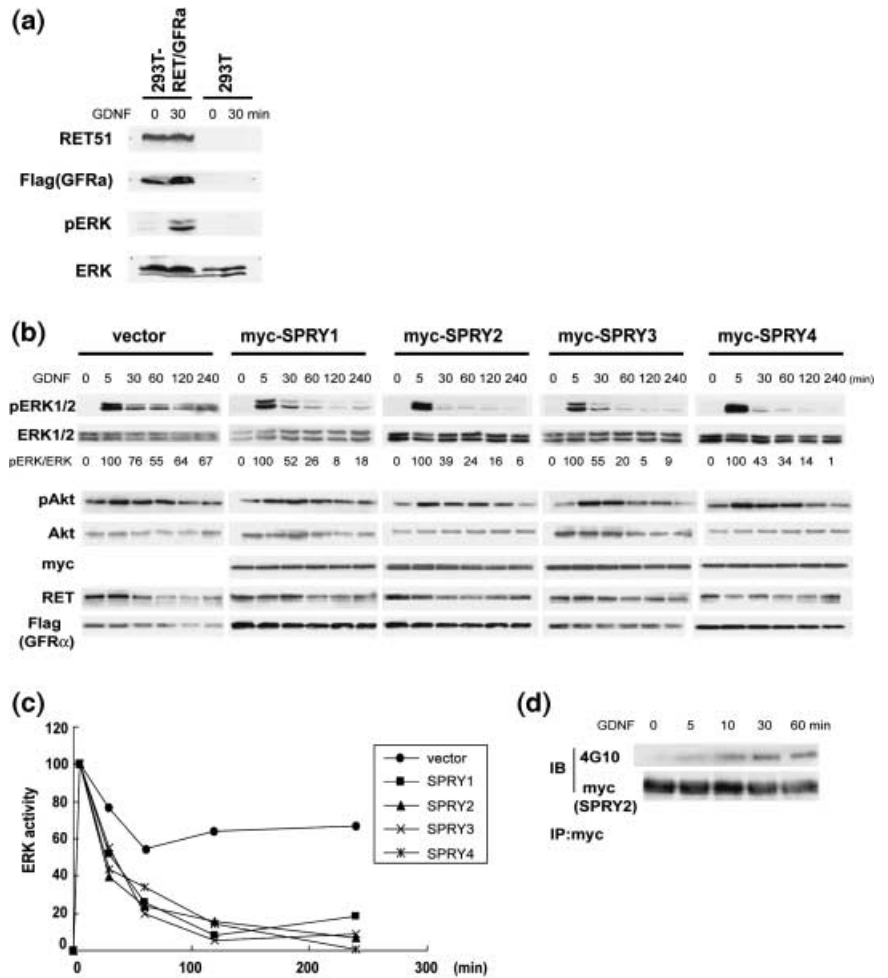 (a)
293T-
RET/GFRa
293T
GDNF 0 30 0 30 min
RET51
Flag(GFRa)
pERK
ERK
(b)
vector myc-SPRY1 myc-SPRY2 myc-SPRY3 myc-SPRY4
GDNF 0 5 30 60 120 240 0 5 30 60 120 240 0 5 30 60 120 240 0 5 30 60 120 240 0 5 30 60 120 240 (min)
pERK1/2
ERK1/2
pERK/ERK 0 100 76 55 64 67 0 100 52 26 8 18 0 100 39 24 16 6 0 100 55 20 5 9 0 100 43 34 14 1
pAkt
Akt
myc
RET
Flag
(GFRα)
(c)
ERK activity
120
100
80
60
40
20
0
0 100 200 300
(min)
vector
SPRY1
SPRY2
SPRY3
SPRY4
(d)
GDNF 0 5 10 30 60 min
IB
4G10
myc
(SPRY2)
IP:myc